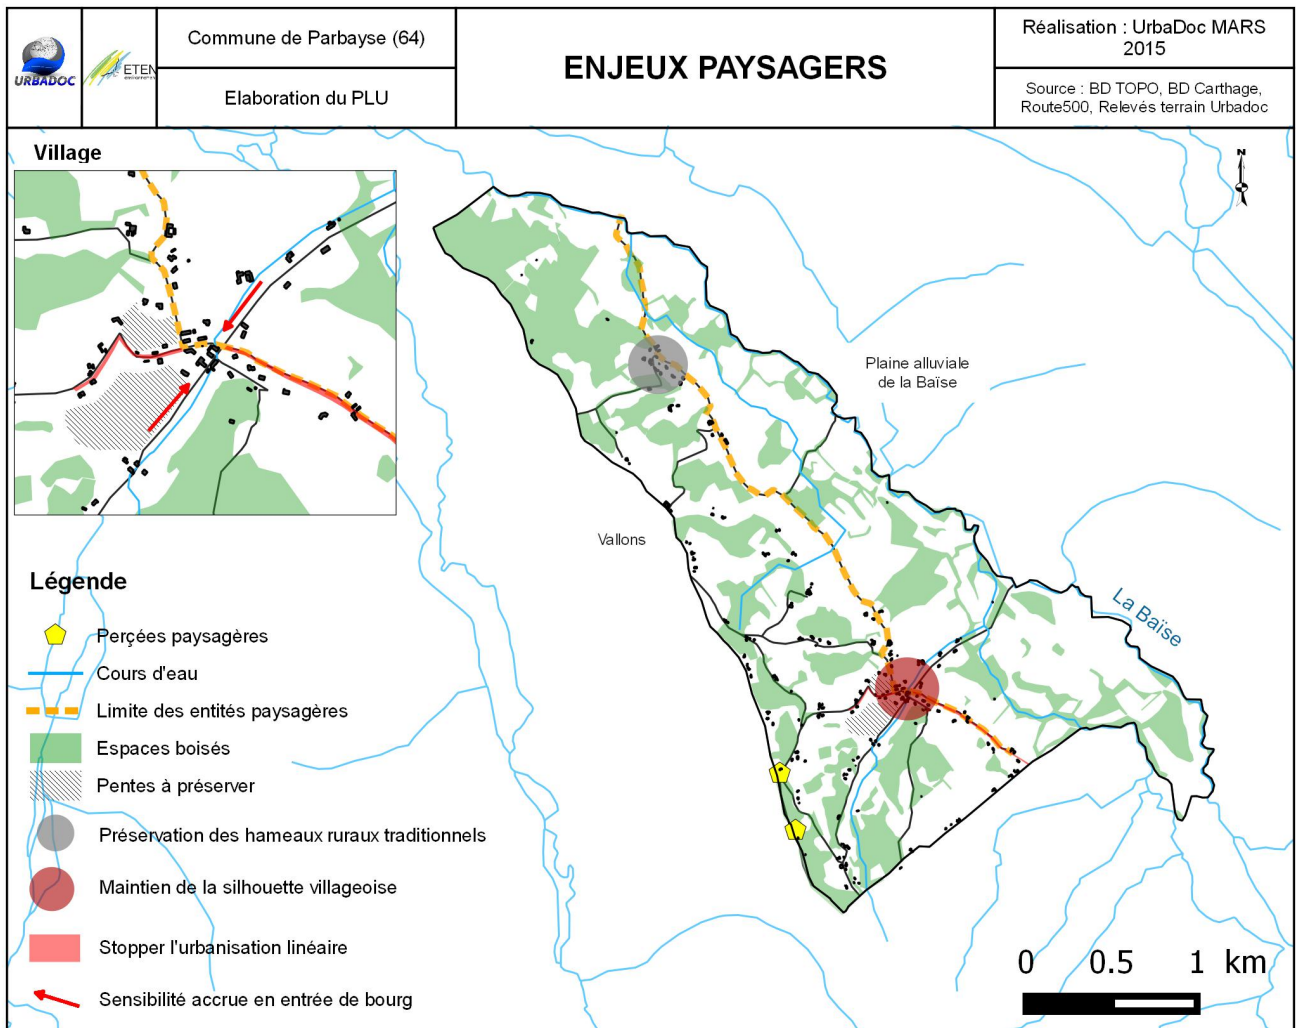 URBADOC
ETEN
Commune de Parbayse (64)
Elaboration du PLU
ENJEUX PAYSAGERS
Réalisation : UrbaDoc MARS
2015
Source : BD TOPO, BD Carthage,
Route500, Relevés terrain Urbadoc
Village
N
Plaine alluviale
de la Baïse
Vallons
La Baïse
Légende
Perçées paysagères
Cours d'eau
Limite des entités paysagères
Espaces boisés
Pentes à préserver
Préservation des hameaux ruraux traditionnels
Maintien de la silhouette villageoise
Stopper l'urbanisation linéaire
Sensibilité accrue en entrée de bourg
0 0.5 1 km